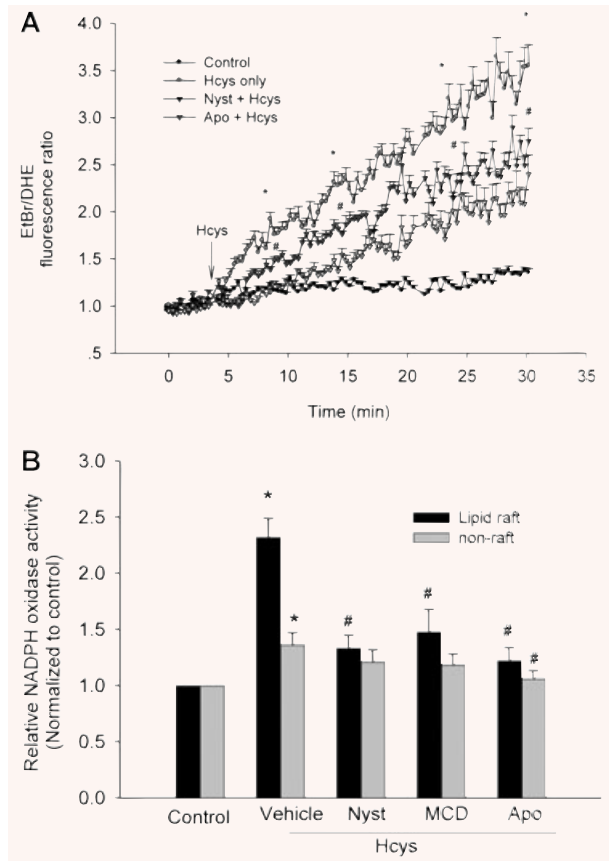 A
4.0
3.5
3.0
2.5
2.0
1.5
1.0
.5
EtBr/DHE
fluorescence ratio
Control
Hcys only
Nyst + Hcys
Apo + Hcys
Hcys
*
*
*
*
#
#
#
#
0 5 10 15 20 25 30 35
Time (min)
B
3.0
2.5
2.0
1.5
1.0
0.5
0.0
Relative NADPH oxidase activity
(Normalized to control)
Lipid raft
non-raft
*
*
#
#
#
#
Control Vehicle Nyst MCD Apo
Hcys